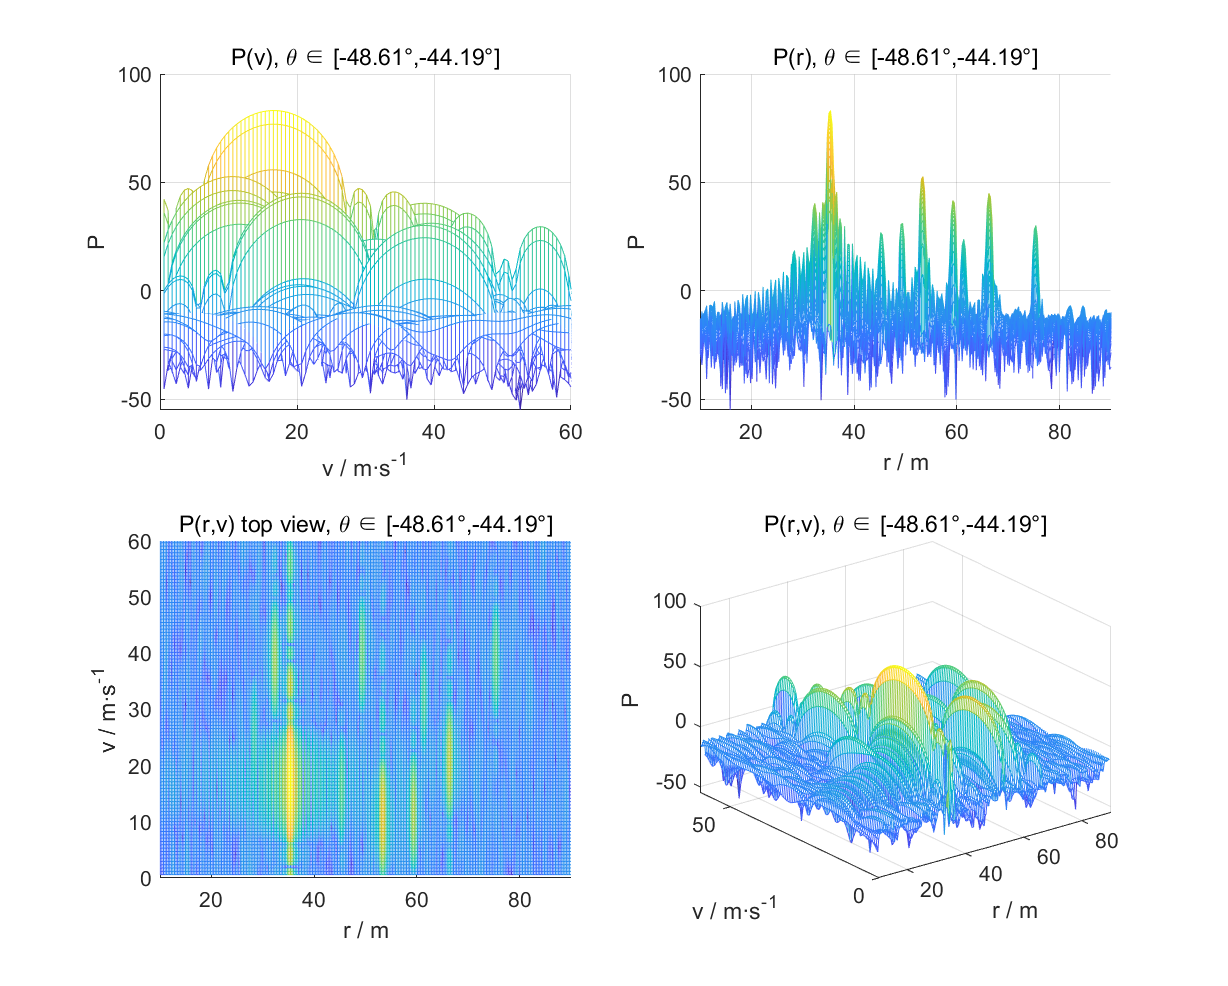 P(v), θ ∈ [-48.61°,-44.19°]
100
50
0
-50
P
0 20 40 60
v / m·s-1
P(r), θ ∈ [-48.61°,-44.19°]
100
50
0
-50
P
20 40 60 80
r / m
P(r,v) top view, θ ∈ [-48.61°,-44.19°]
60
50
40
30
20
10
0
v / m·s-1
20 40 60 80
r / m
P(r,v), θ ∈ [-48.61°,-44.19°]
100
50
0
-50
P
50
0
v / m·s-1
20 40 60 80
r / m